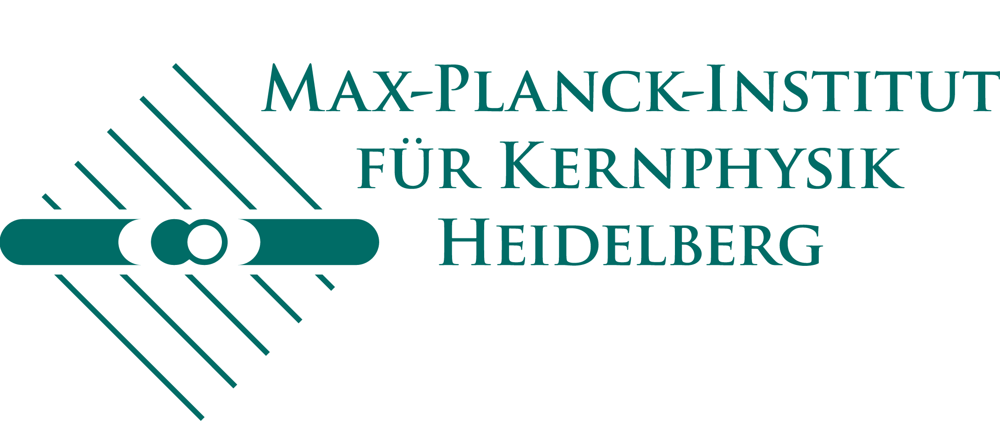 Max-Planck-Institut
für Kernphysik
Heidelberg